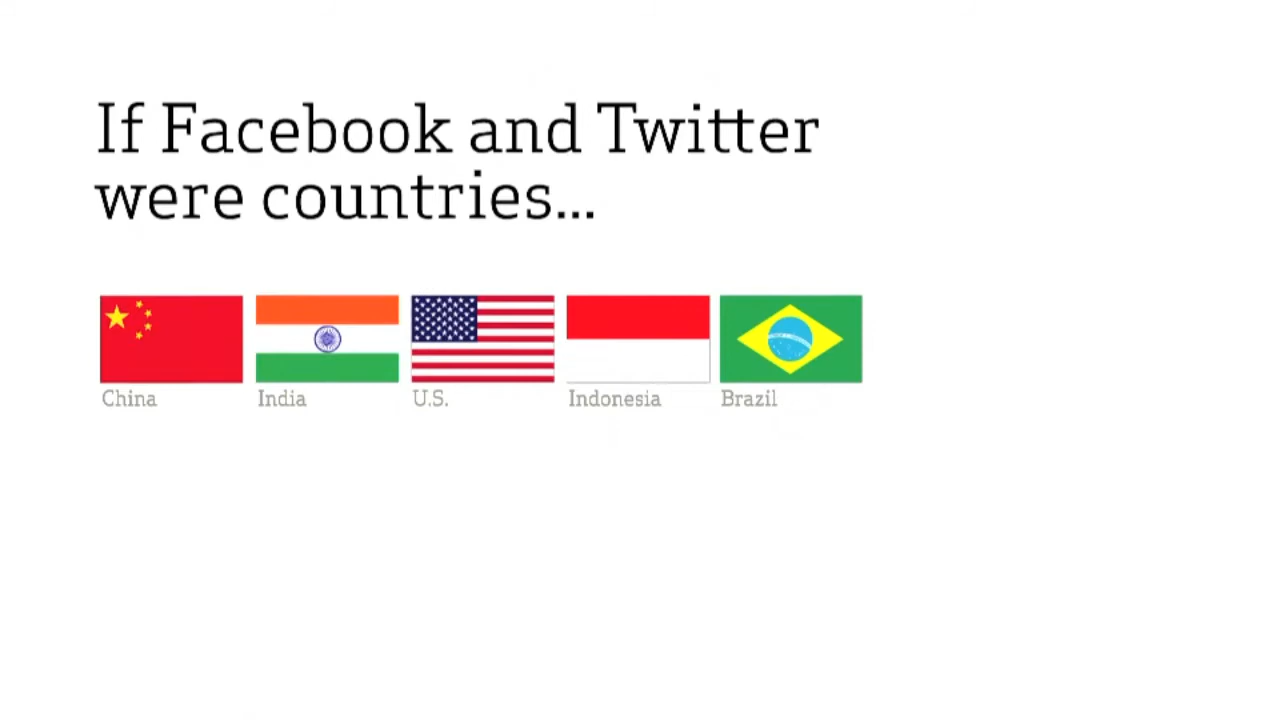 If Facebook and Twitter
were countries...
China India U.S. Indonesia Brazil